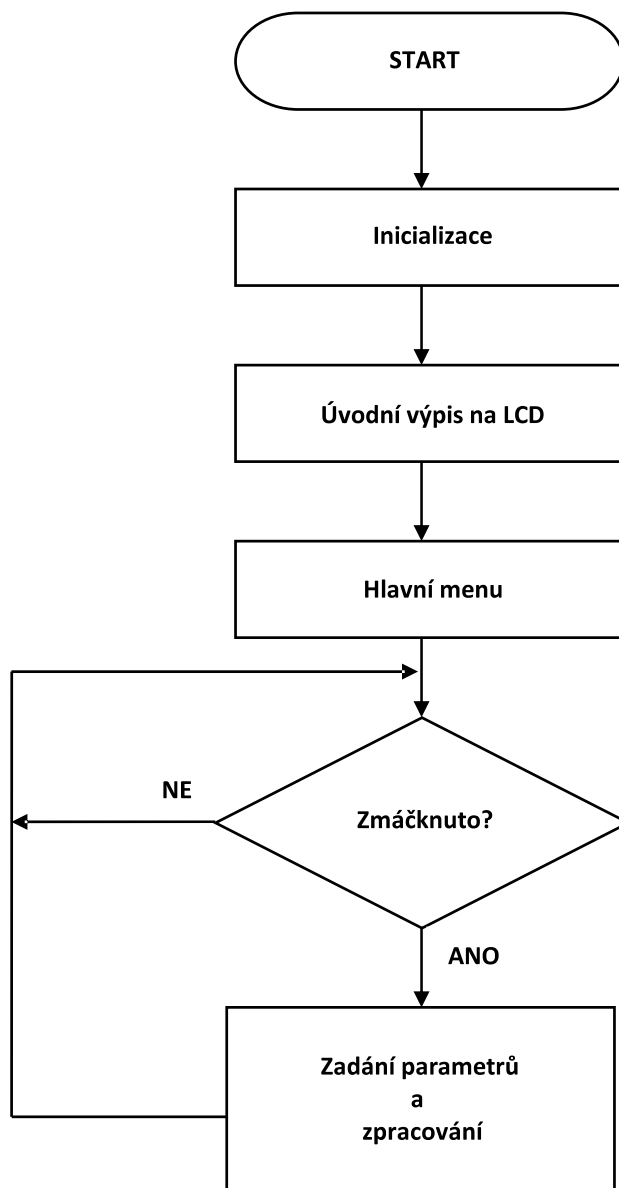 START
Inicializace
Úvodní výpis na LCD
Hlavní menu
NE
Zmáčknuto?
ANO
Zadání parametrů
a
zpracování